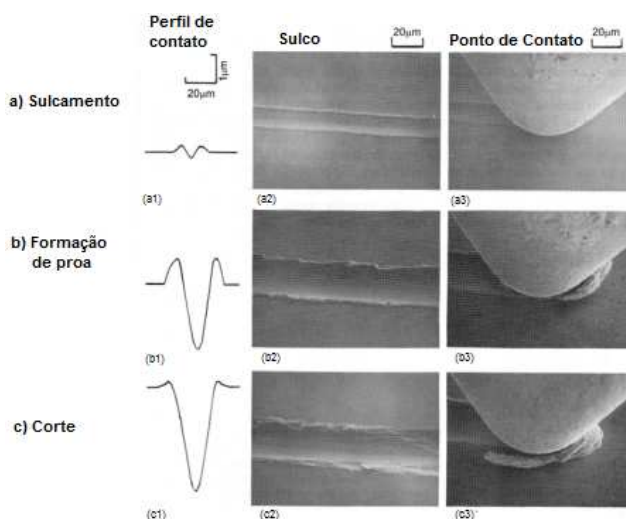 Perfil de
contato
Sulco
20μm
Ponto de Contato
20μm
1μm
20μm
a) Sulcamento
(a1)
(a2)
(a3)
b) Formação
de proa
(b1)
(b2)
(b3)
c) Corte
(c1)
(c2)
(c3)